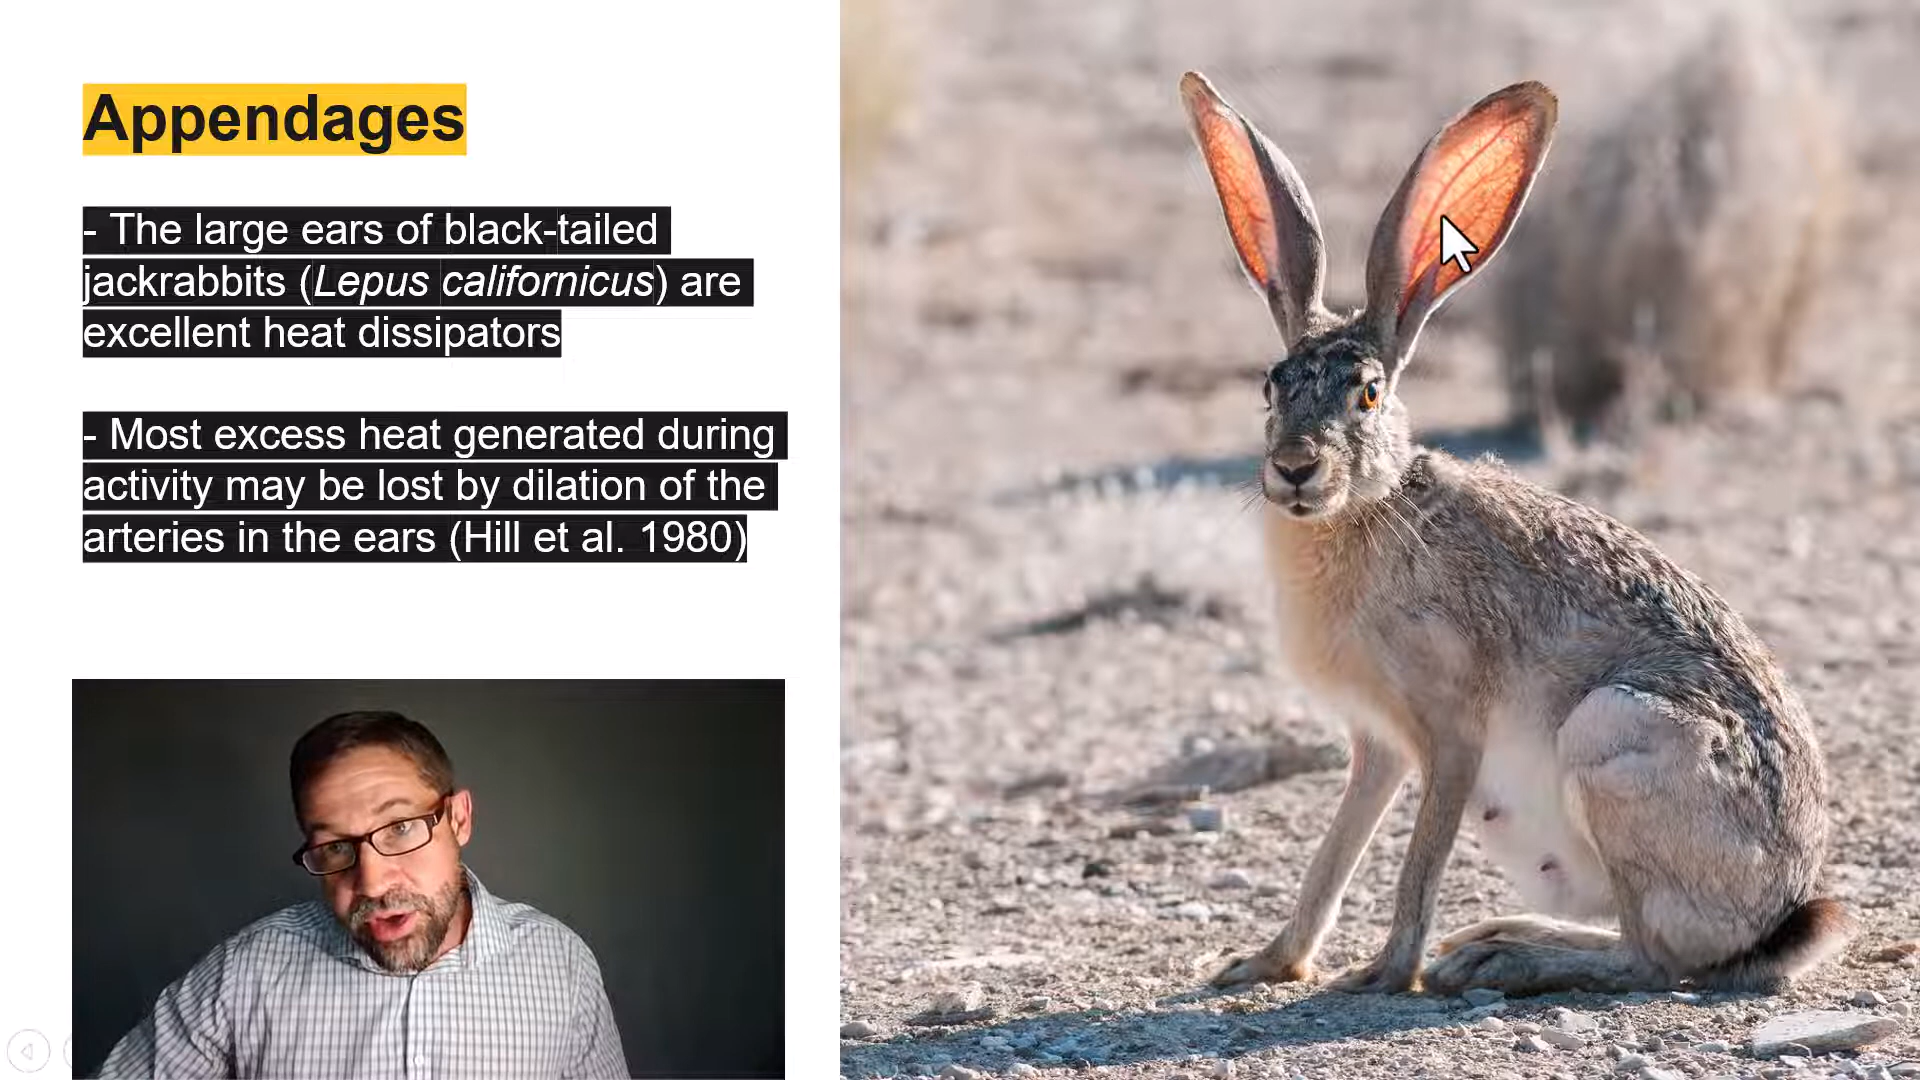 Appendages
- The large ears of black-tailed
jackrabbits (Lepus californicus) are
excellent heat dissipators
- Most excess heat generated during
activity may be lost by dilation of the
arteries in the ears (Hill et al. 1980)